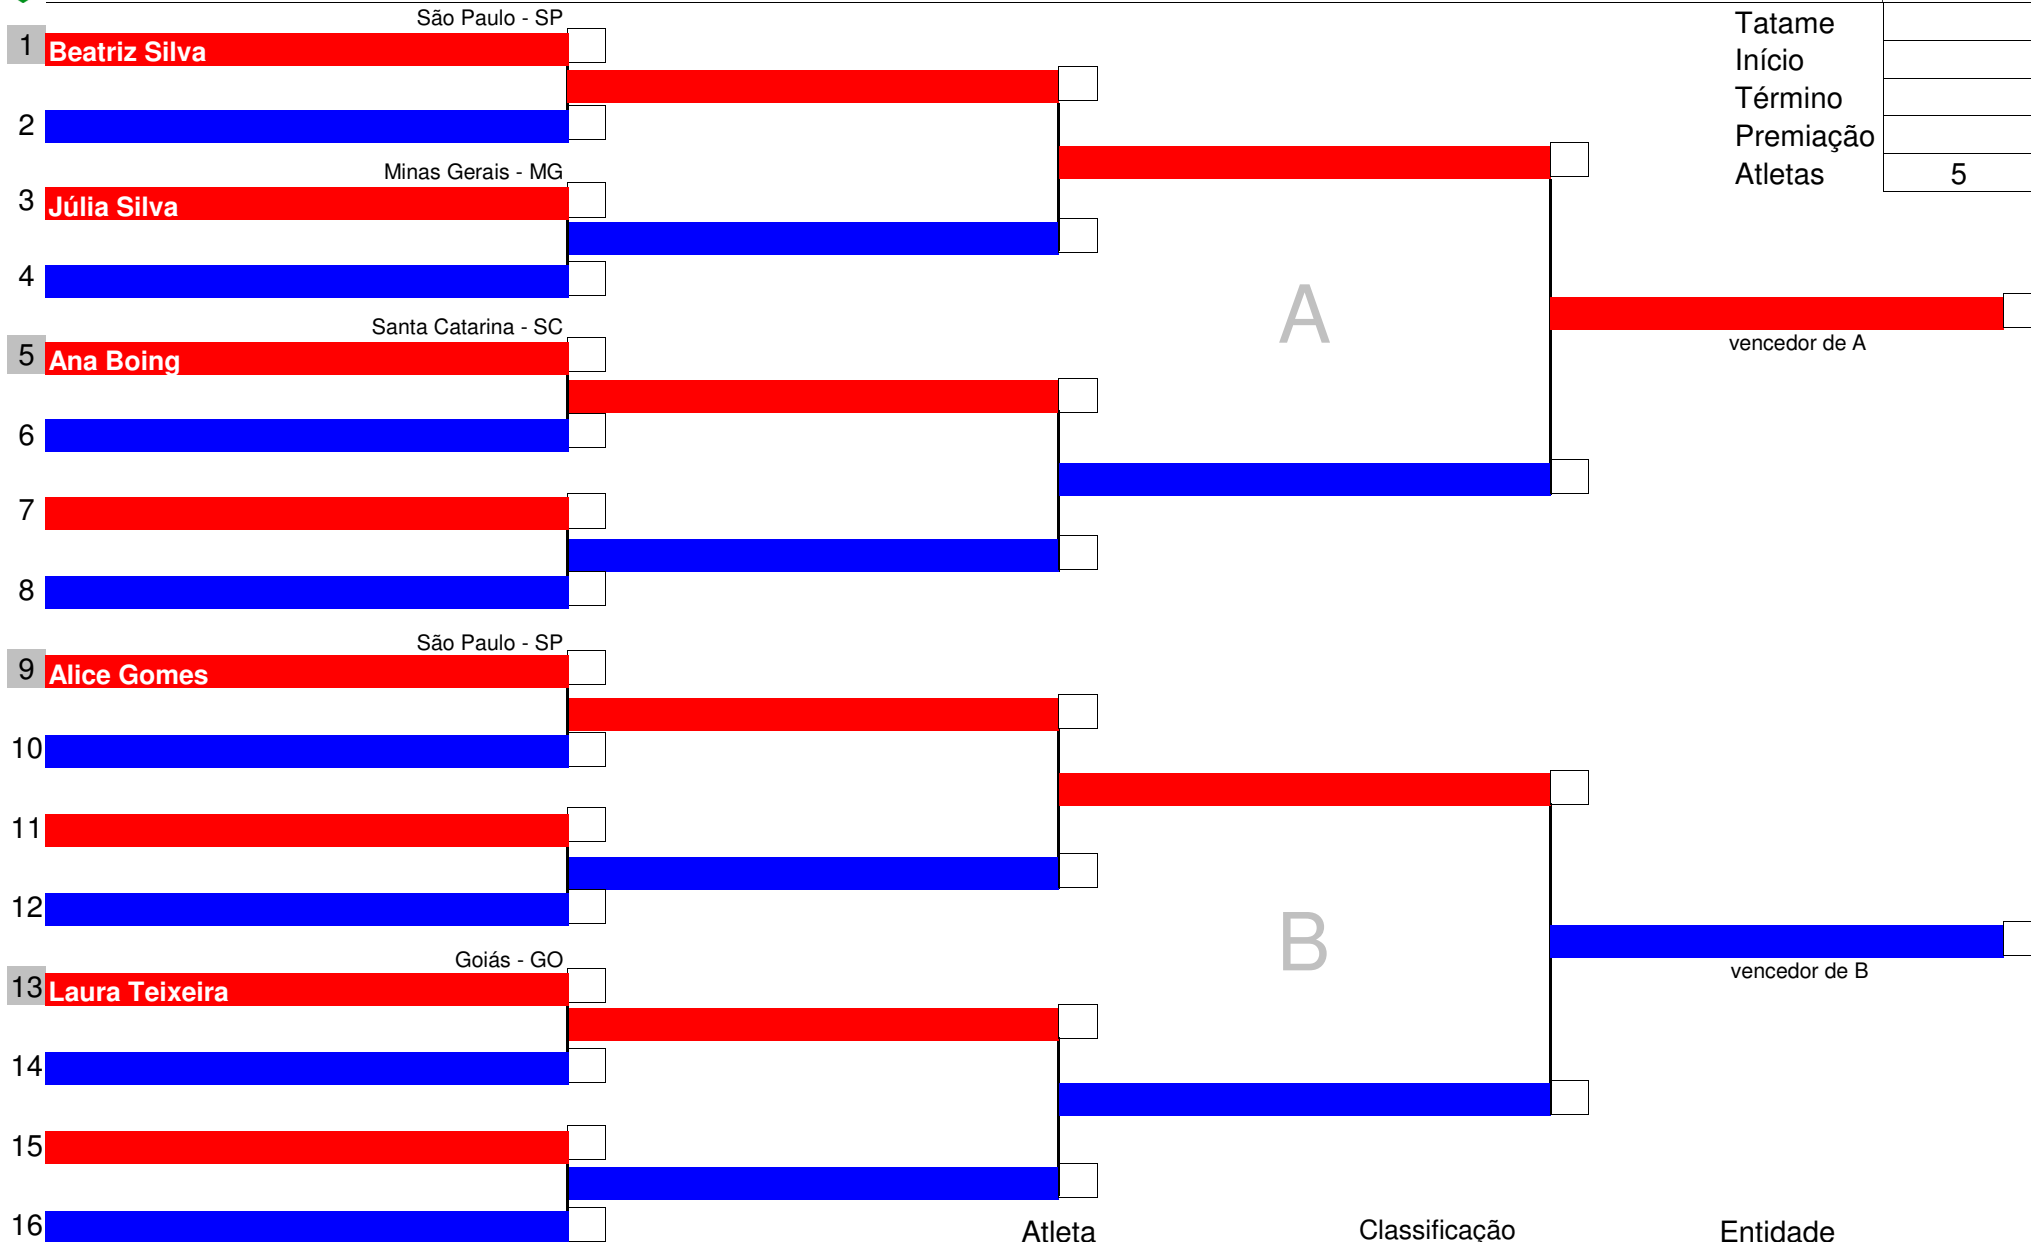 São Paulo - SP
Tatame
1 Beatriz Silva
Início
Término
2
Premiação
Minas Gerais - MG
Atletas 5
3 Júlia Silva
4
A
Santa Catarina - SC
vencedor de A
5 Ana Boing
6
7
8
São Paulo - SP
9 Alice Gomes
10
11
12
B
Goiás - GO
vencedor de B
13 Laura Teixeira
14
15
16
Atleta Classificação Entidade